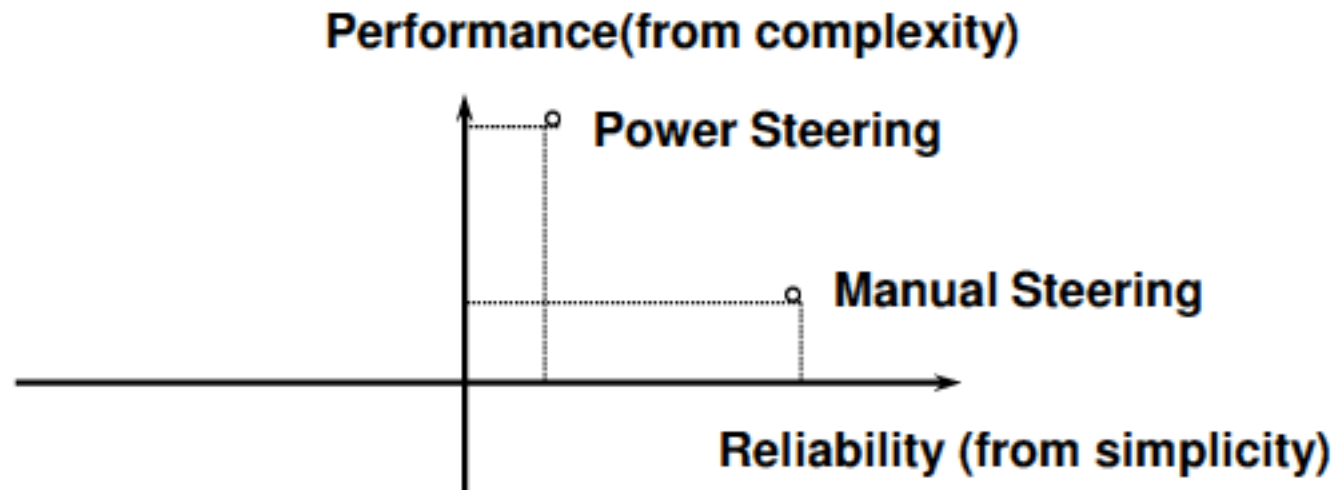 Performance(from complexity)
Power Steering
Manual Steering
Reliability (from simplicity)